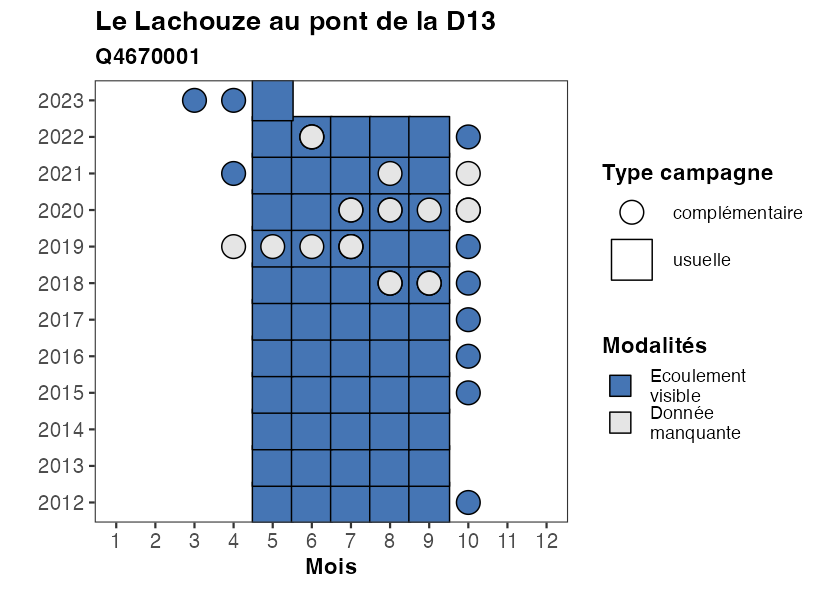 Le Lachouze au pont de la D13
Q4670001
2023
2022
2021
2020
2019
2018
2017
2016
2015
2014
2013
2012
1 2 3 4 5 6 7 8 9 10 11 12
Mois
Type campagne
complémentaire
usuelle
Modalités
Ecoulement
visible
Donnée
manquante